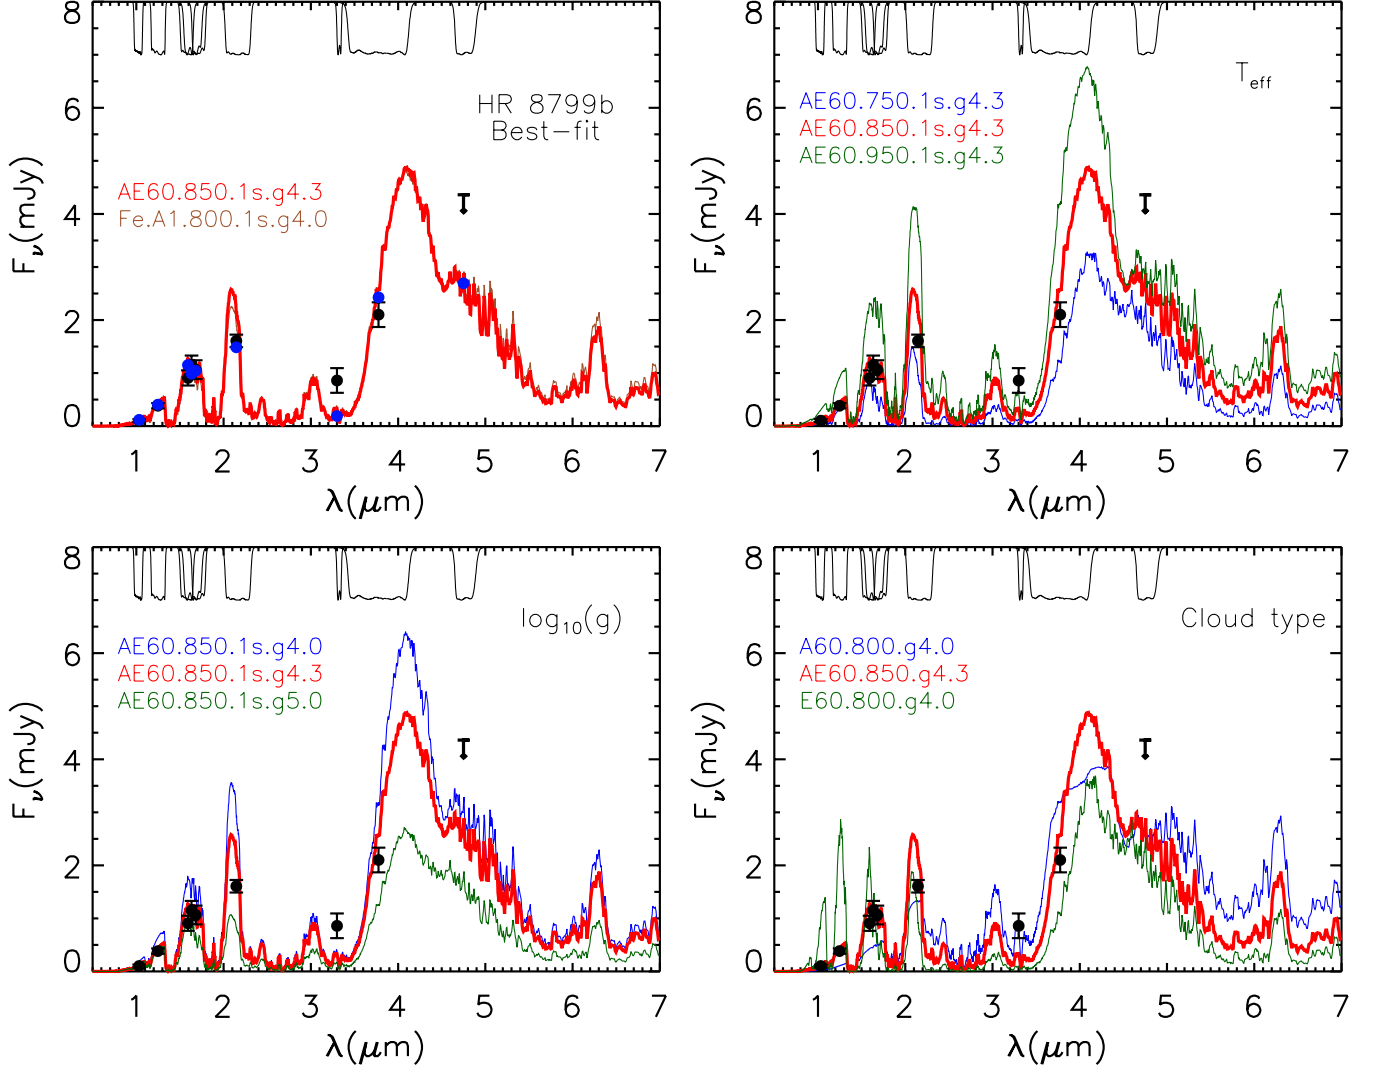 8
6
4
2
0
F𝜈(mJy)
HR 8799b
Best−fit
AE60.850.1s.g4.3
Fe.A1.800.1s.g4.0
1 2 3 4 5 6 7
λ(μm)
8
6
4
2
0
F𝜈(mJy)
Teff
AE60.750.1s.g4.3
AE60.850.1s.g4.3
AE60.950.1s.g4.3
1 2 3 4 5 6 7
λ(μm)
8
6
4
2
0
F𝜈(mJy)
log10(g)
AE60.850.1s.g4.0
AE60.850.1s.g4.3
AE60.850.1s.g5.0
1 2 3 4 5 6 7
λ(μm)
8
6
4
2
0
F𝜈(mJy)
Cloud type
A60.800.g4.0
AE60.850.g4.3
E60.800.g4.0
1 2 3 4 5 6 7
λ(μm)